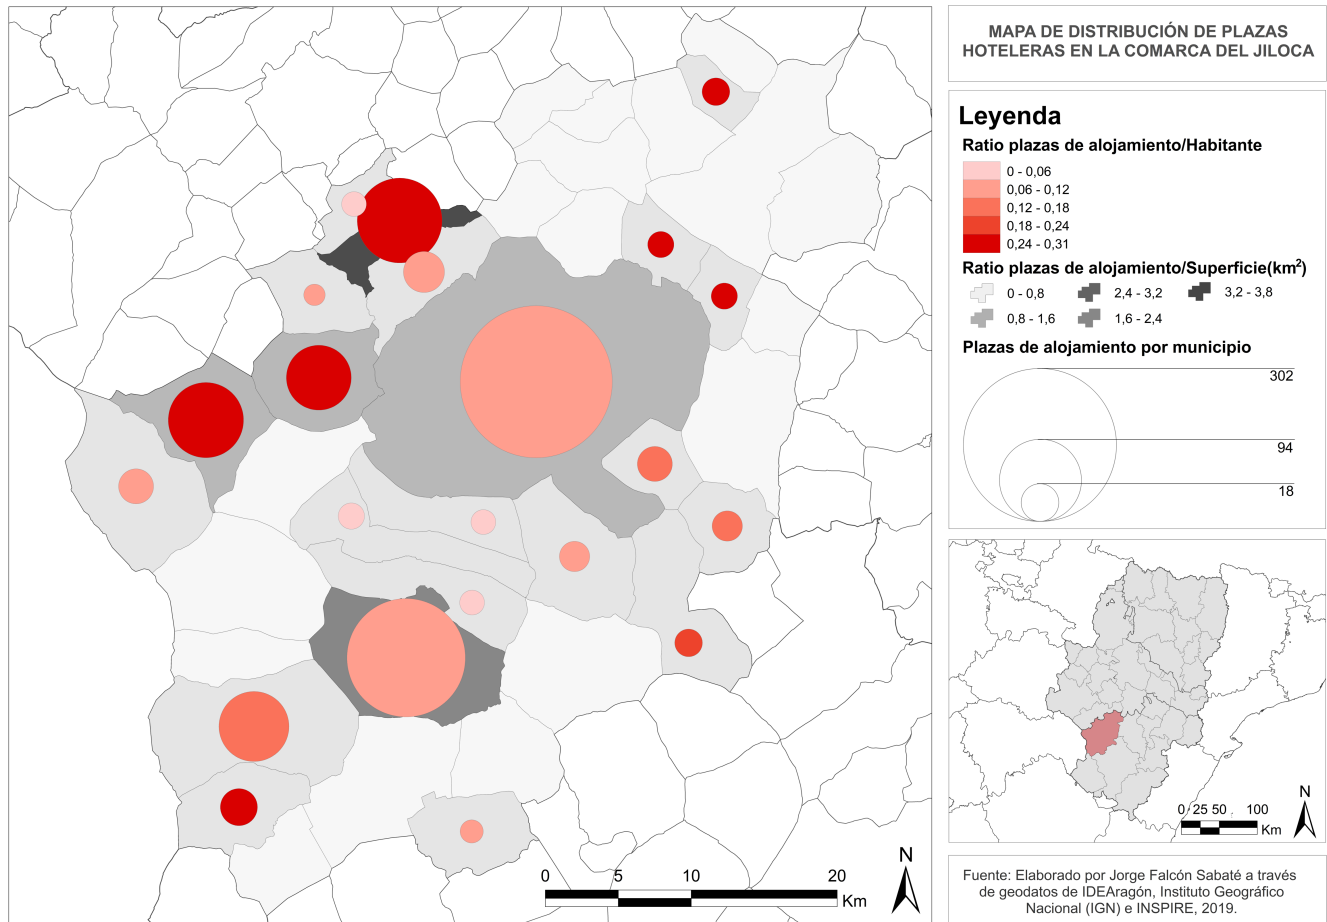 MAPA DE DISTRIBUCIÓN DE PLAZAS
HOTELERAS EN LA COMARCA DEL JILOCA
Leyenda
Ratio plazas de alojamiento/Habitante
0 - 0,06
0,06 - 0,12
0,12 - 0,18
0,18 - 0,24
0,24 - 0,31
Ratio plazas de alojamiento/Superficie(km²)
0 - 0,8
2,4 - 3,2
3,2 - 3,8
0,8 - 1,6
1,6 - 2,4
Plazas de alojamiento por municipio
302
94
18
N
0 25 50 100
Km
N
0 5 10 20
Km
Fuente: Elaborado por Jorge Falcón Sabaté a través
de geodatos de IDEAragón, Instituto Geográfico
Nacional (IGN) e INSPIRE, 2019.